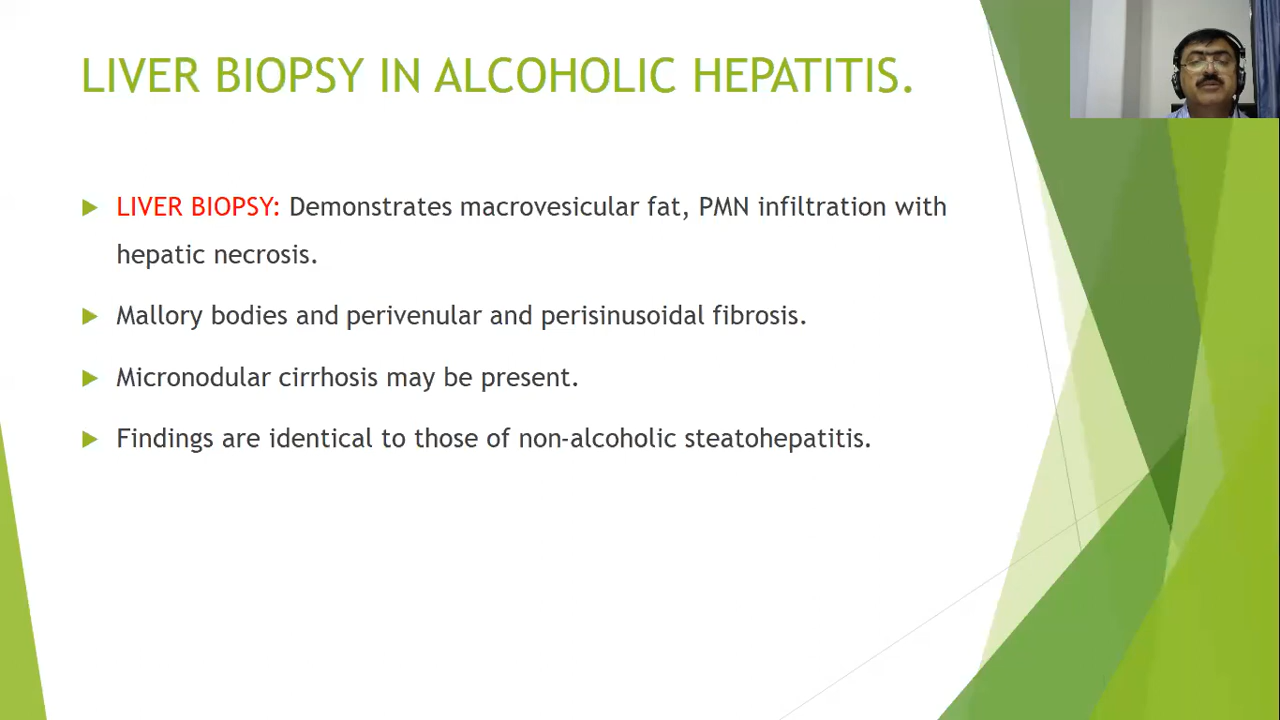 LIVER BIOPSY IN ALCOHOLIC HEPATITIS.
LIVER BIOPSY: Demonstrates macrovesicular fat, PMN infiltration with
hepatic necrosis.
Mallory bodies and perivenular and perisinusoidal fibrosis.
Micronodular cirrhosis may be present.
Findings are identical to those of non-alcoholic steatohepatitis.